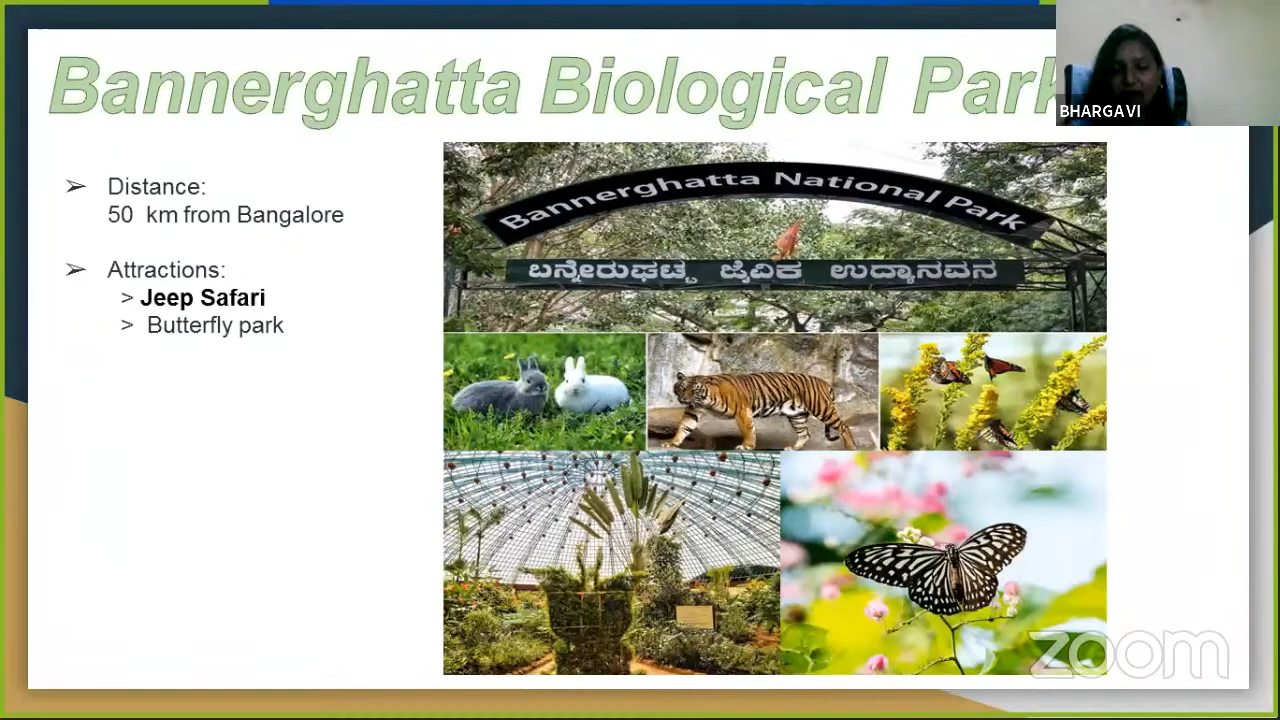 Bannerghatta Biological Park
BHARGAVI
➢ Distance:
50 km from Bangalore
➢ Attractions:
> Jeep Safari
> Butterfly park
Bannerghatta National Park
ಬನ್ನೇರುಘಟ್ಟ ಜೈವಿಕ ಉದ್ಯಾನವನ
zoom